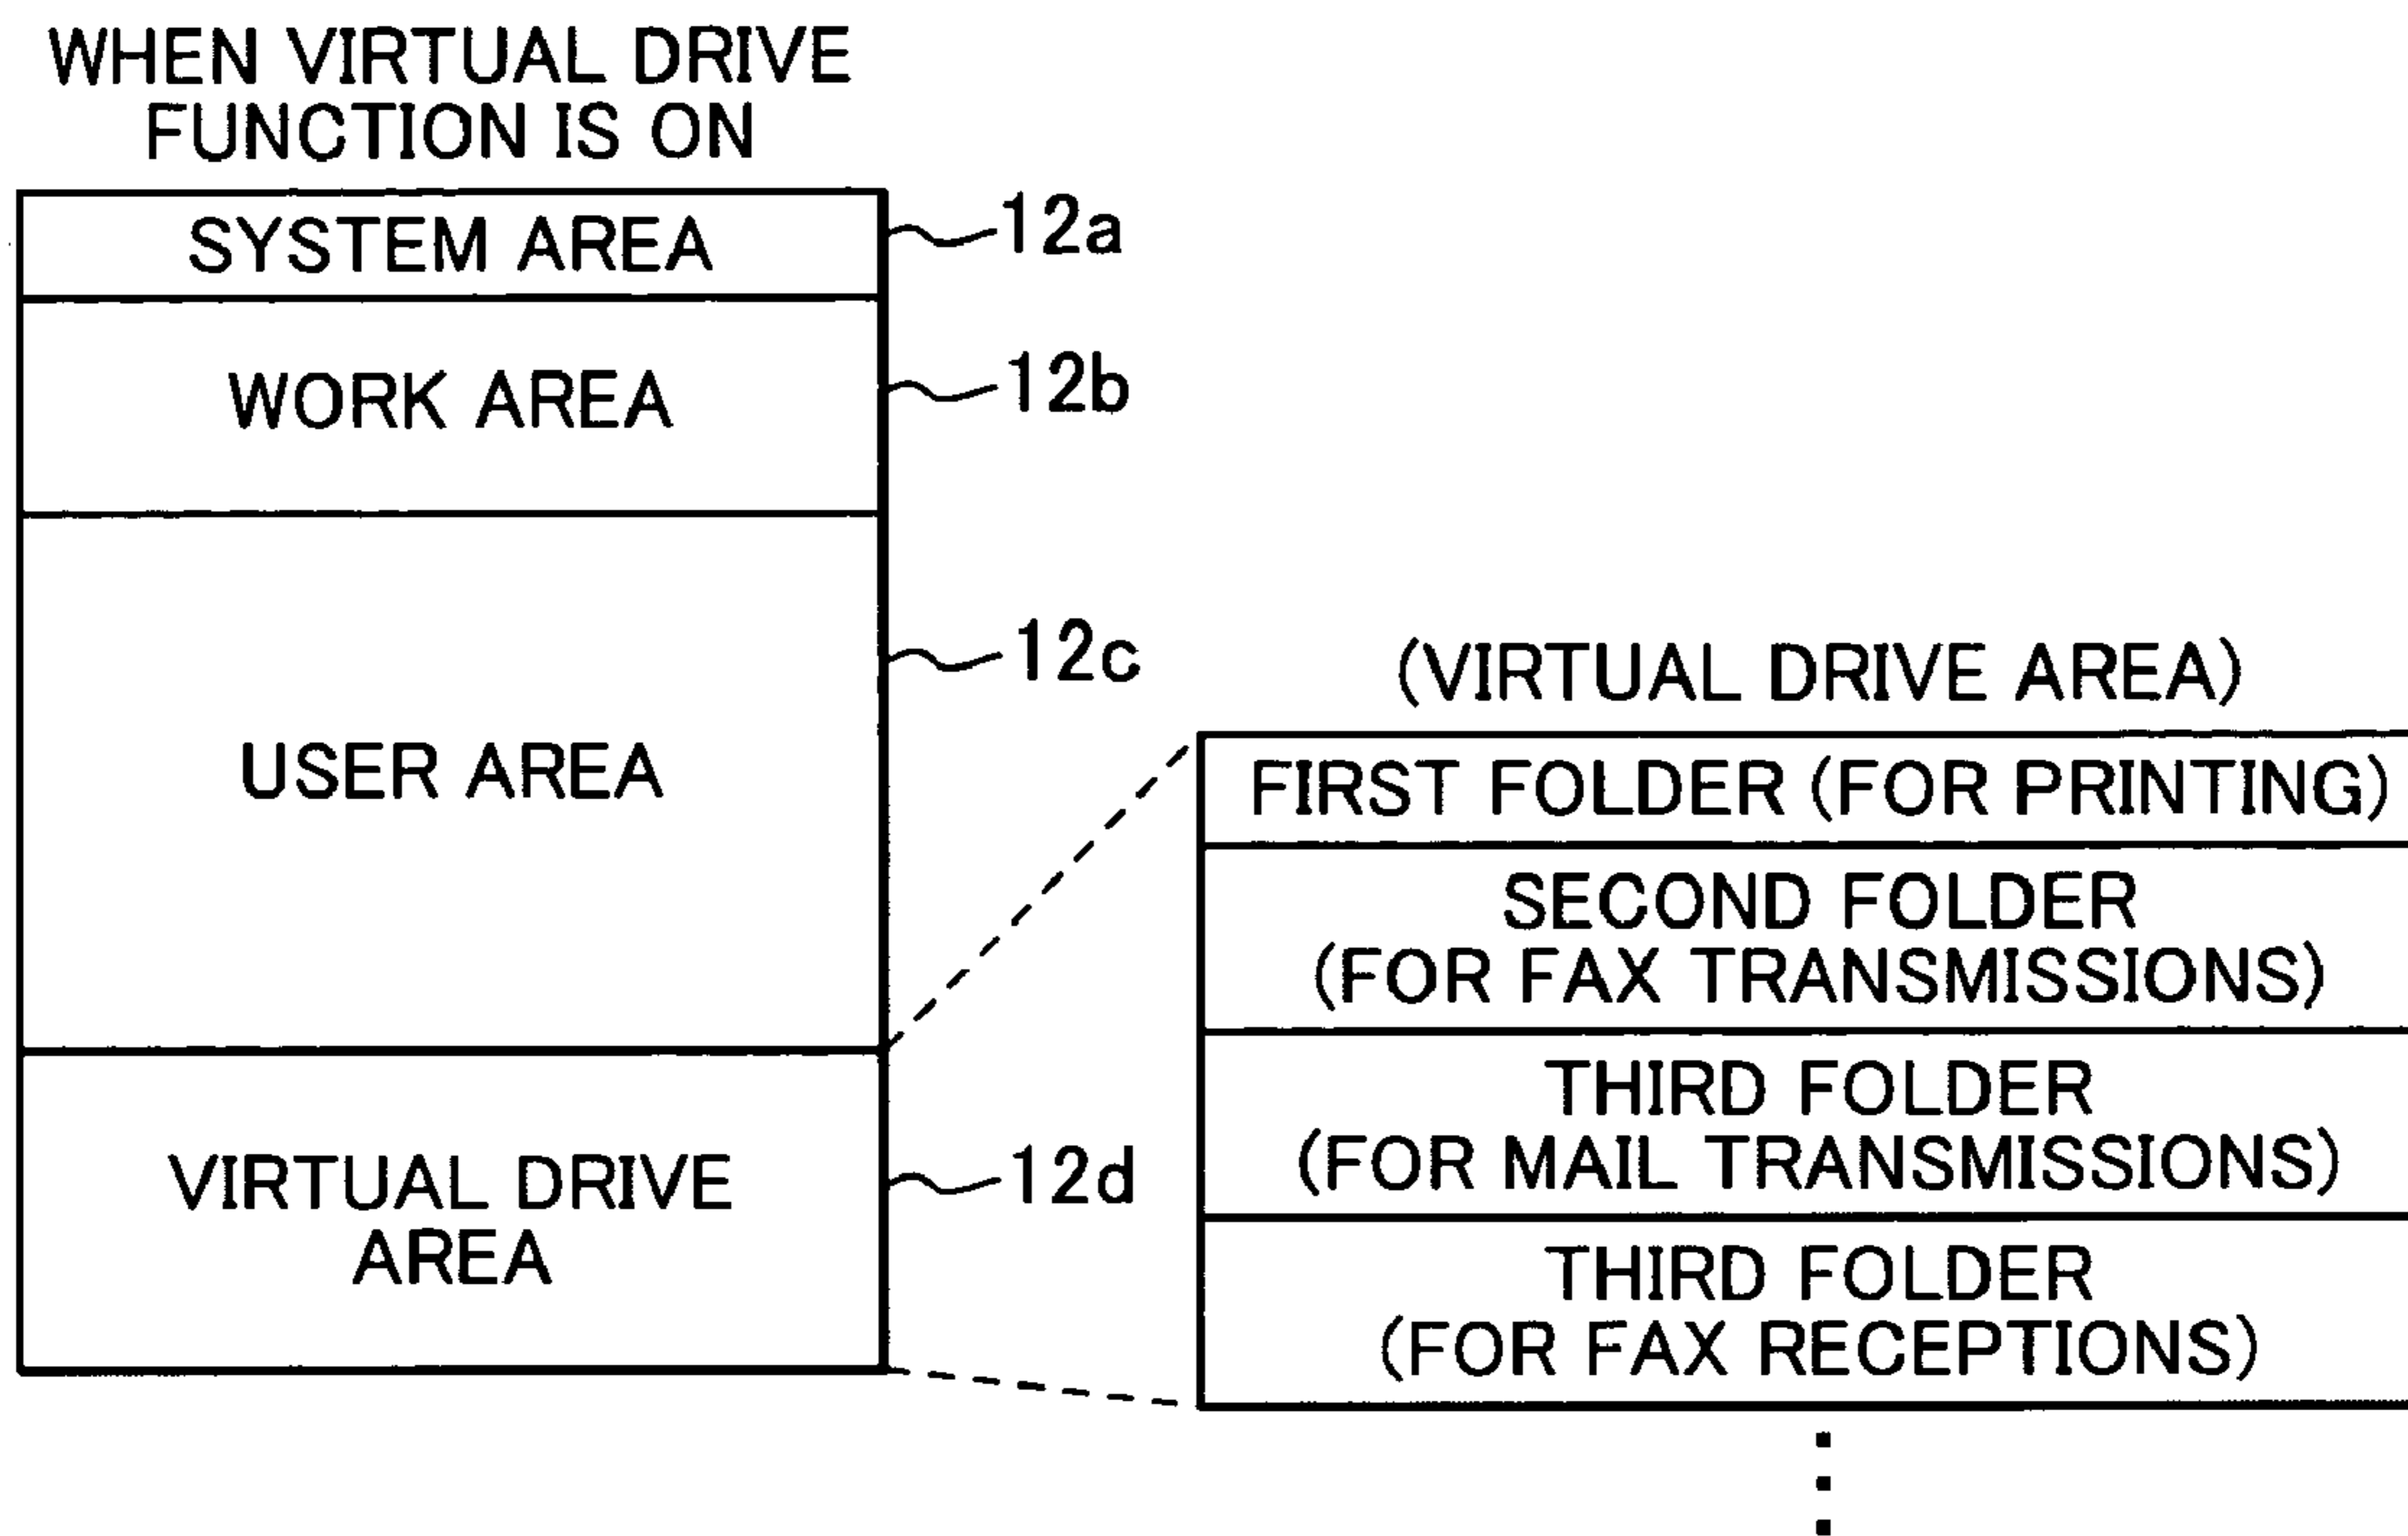 WHEN VIRTUAL DRIVE
FUNCTION IS ON
SYSTEM AREA
12a
WORK AREA
12b
USER AREA
12c
VIRTUAL DRIVE
AREA
12d
(VIRTUAL DRIVE AREA)
FIRST FOLDER (FOR PRINTING)
SECOND FOLDER
(FOR FAX TRANSMISSIONS)
THIRD FOLDER
(FOR MAIL TRANSMISSIONS)
THIRD FOLDER
(FOR FAX RECEPTIONS)